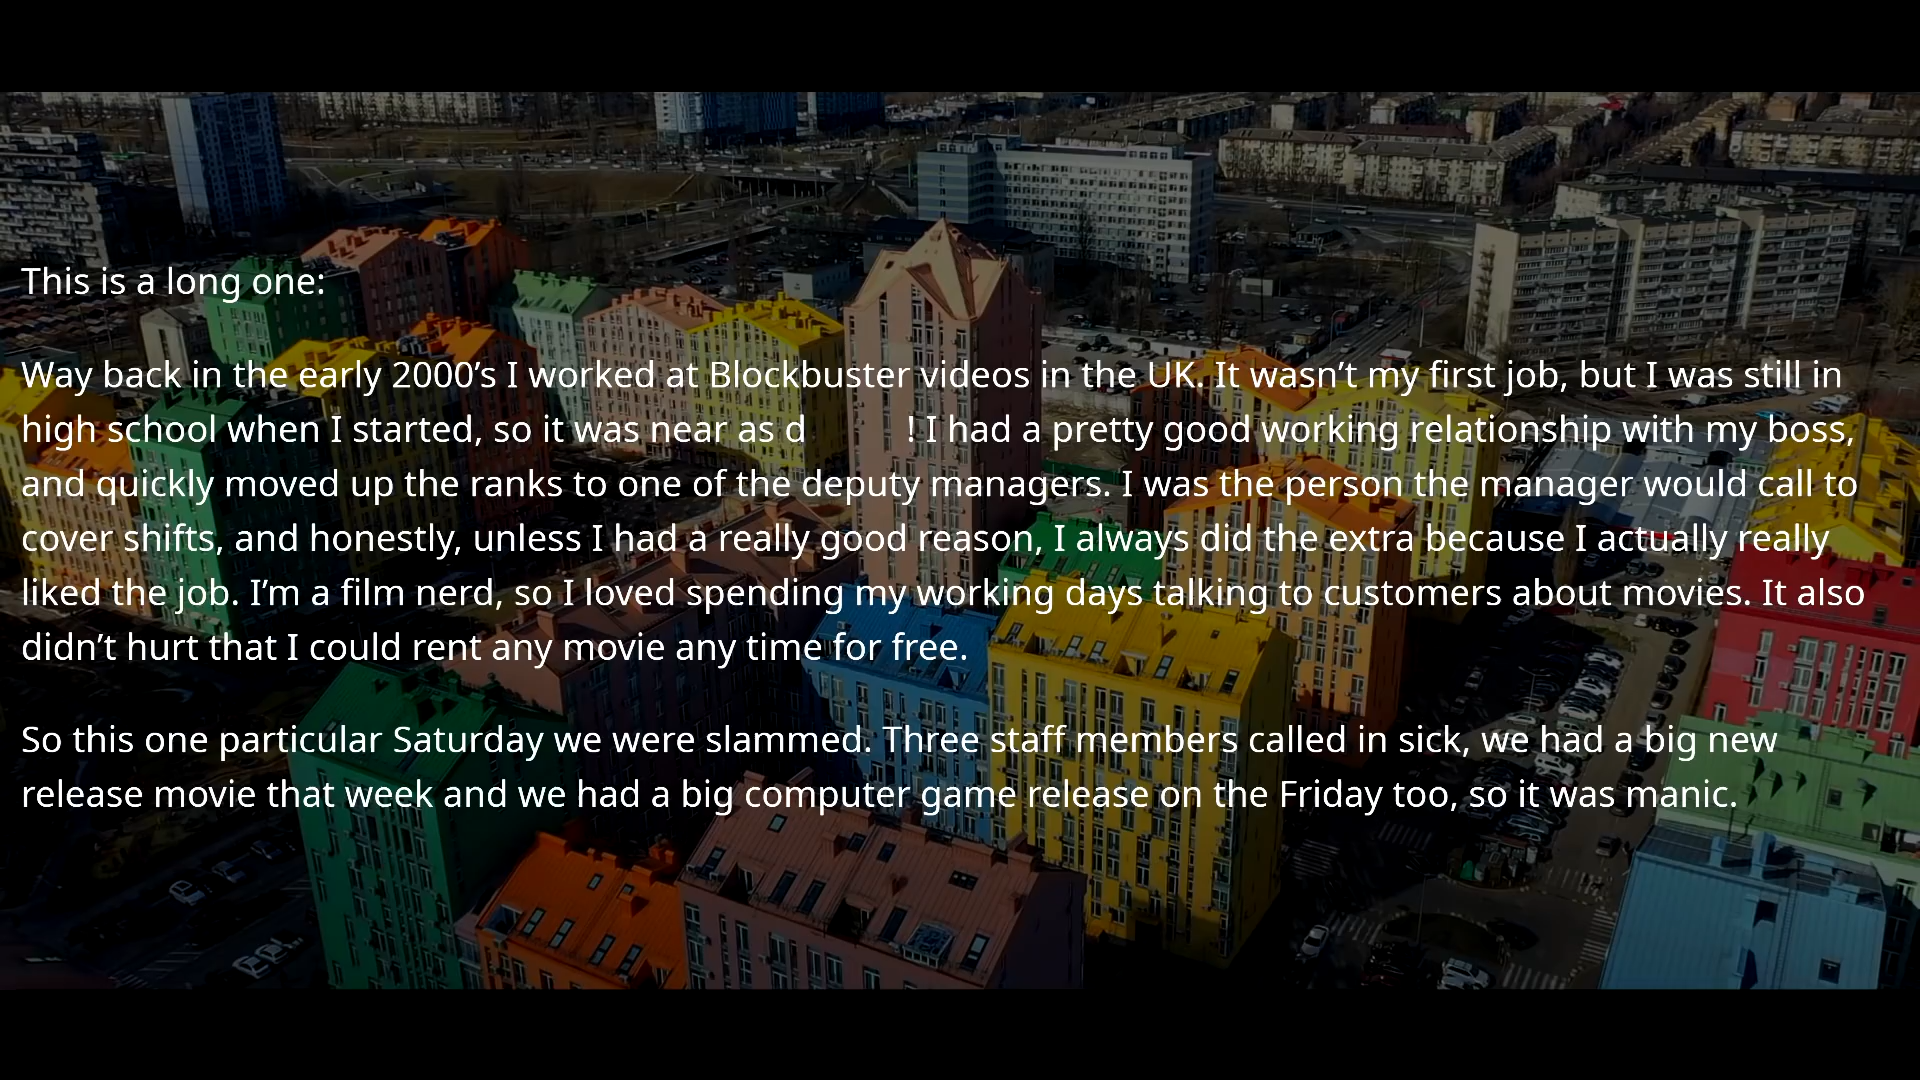 This is a long one:
Way back in the early 2000’s I worked at Blockbuster videos in the UK. It wasn’t my first job, but I was still in
high school when I started, so it was near as d ! I had a pretty good working relationship with my boss,
and quickly moved up the ranks to one of the deputy managers. I was the person the manager would call to
cover shifts, and honestly, unless I had a really good reason, I always did the extra because I actually really
liked the job. I’m a film nerd, so I loved spending my working days talking to customers about movies. It also
didn’t hurt that I could rent any movie any time for free.
So this one particular Saturday we were slammed. Three staff members called in sick, we had a big new
release movie that week and we had a big computer game release on the Friday too, so it was manic.